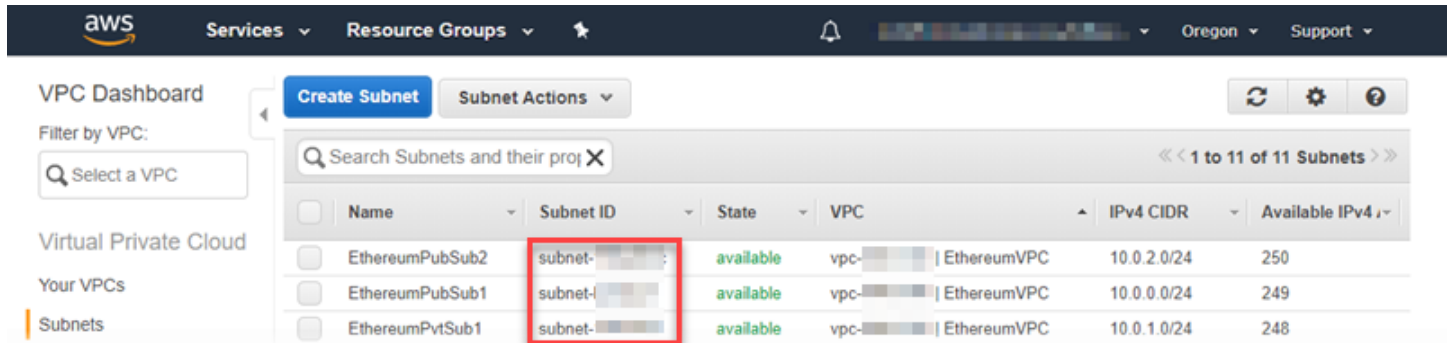 aws Services Resource Groups Oregon Support
VPC Dashboard
Create Subnet Subnet Actions
Filter by VPC:
Select a VPC
Search Subnets and their prop
1 to 11 of 11 Subnets
Name Subnet ID State VPC IPv4 CIDR Available IPv4
Virtual Private Cloud
EthereumPubSub2 subnet- available vpc- | EthereumVPC 10.0.2.0/24 250
Your VPCs
EthereumPubSub1 subnet- available vpc- | EthereumVPC 10.0.0.0/24 249
Subnets
EthereumPvtSub1 subnet- available vpc- | EthereumVPC 10.0.1.0/24 248